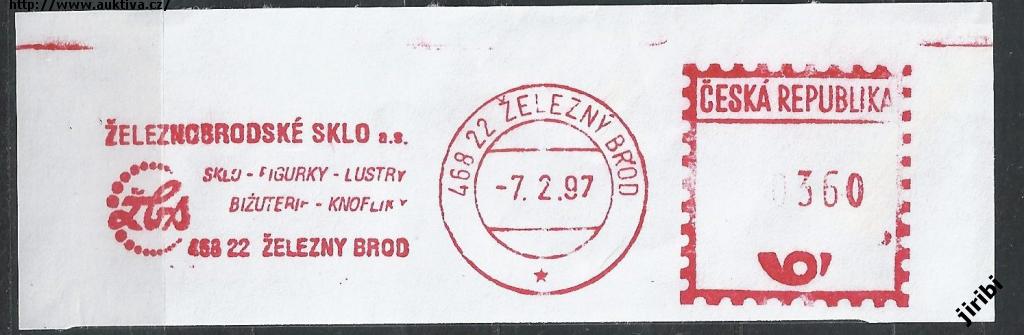 http://www.auktiva.cz/
ŽELEZNOBRODSKÉ SKLO a.s.
SKLO - FIGURKY - LUSTRY
BIŽUTERIE - KNOFLÍKY
Žbs
468 22 ŽELEZNÝ BROD
468 22 ŽELEZNÝ BROD
-7. 2.97
ČESKÁ REPUBLIKA
0360
jiribi